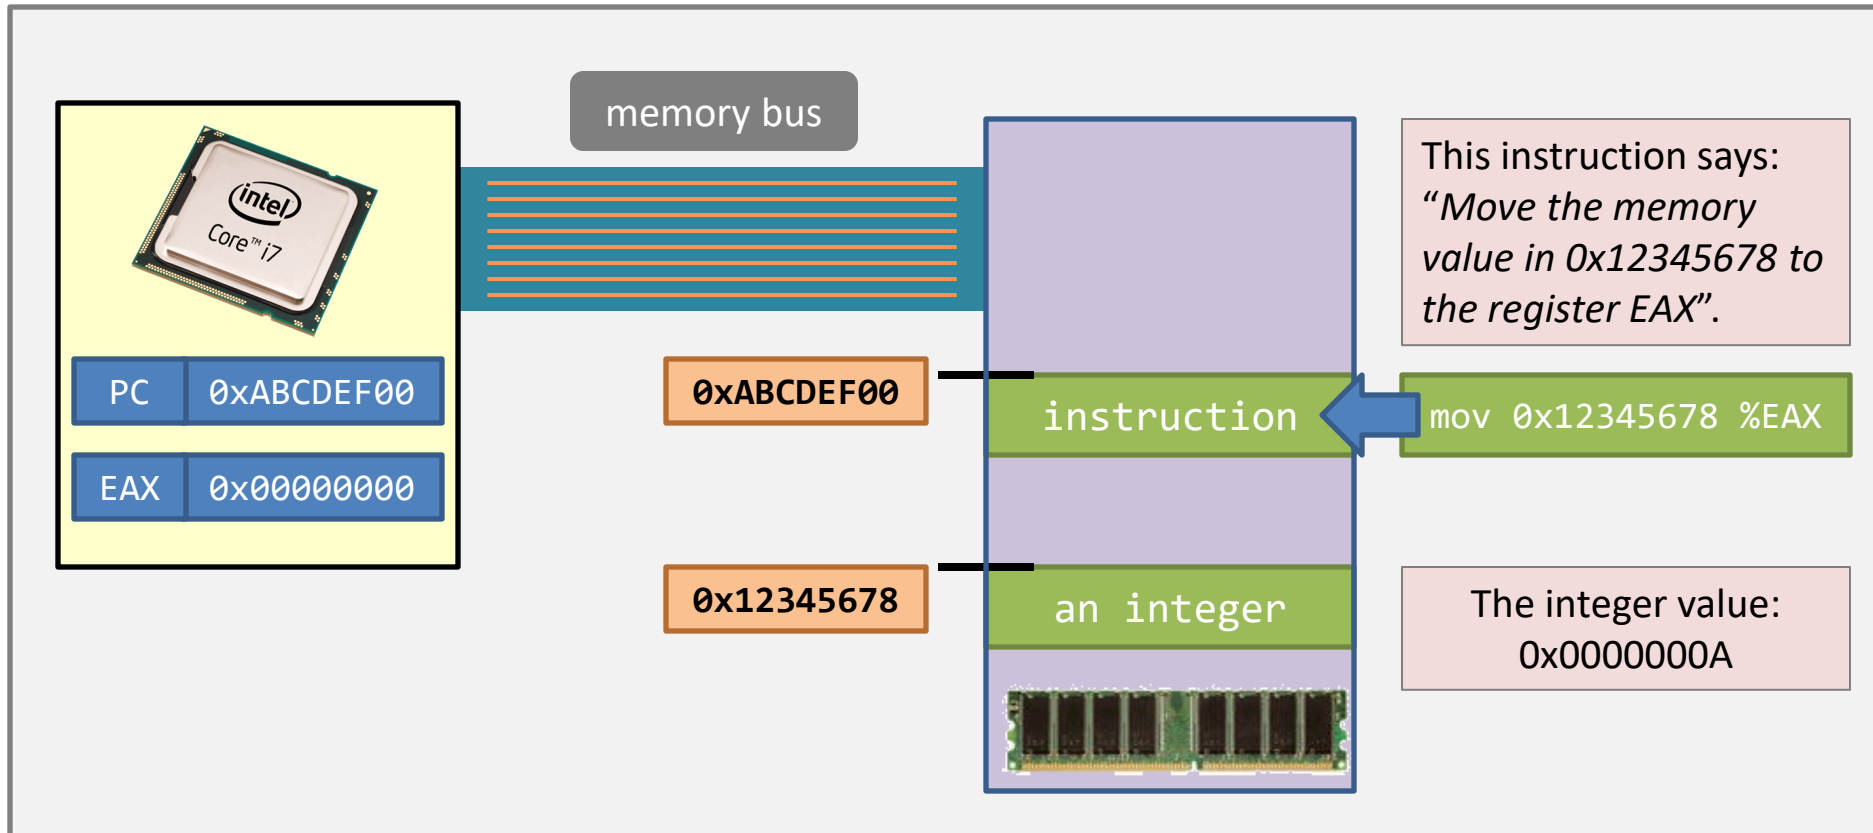 memory bus
intel
Core™ i7
This instruction says:
“Move the memory
value in 0x12345678 to
the register EAX”.
PC 0xABCDEF00
0xABCDEF00
instruction
mov 0x12345678 %EAX
EAX 0x00000000
0x12345678
an integer
The integer value:
0x0000000A